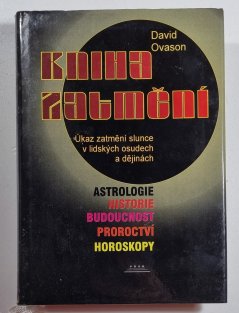 David
Ovason
Kniha
zatmění
Úkaz zatmění slunce
v lidských osudech
a dějinách
ASTROLOGIE
HISTORIE
BUDOUCNOST
PROROCTVÍ
HOROSKOPY